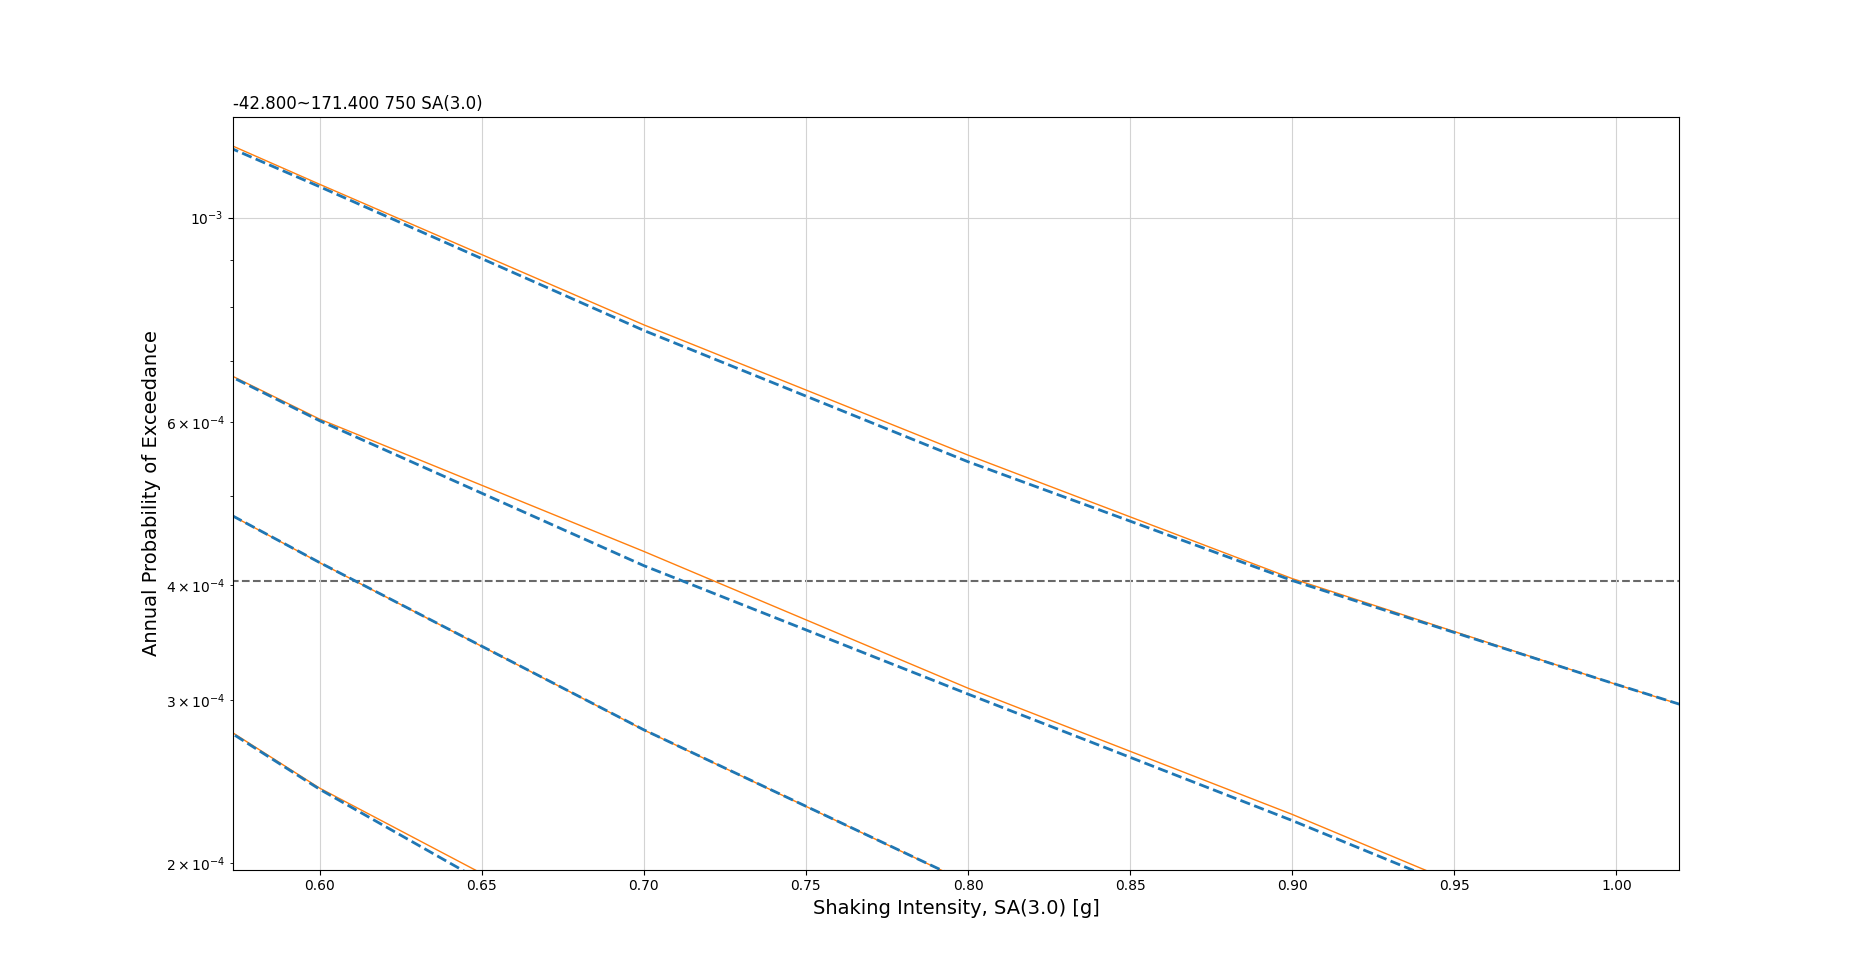 -42.800~171.400 750 SA(3.0)
Annual Probability of Exceedance
10⁻³
6 × 10⁻⁴
4 × 10⁻⁴
3 × 10⁻⁴
2 × 10⁻⁴
0.60 0.65 0.70 0.75 0.80 0.85 0.90 0.95 1.00
Shaking Intensity, SA(3.0) [g]